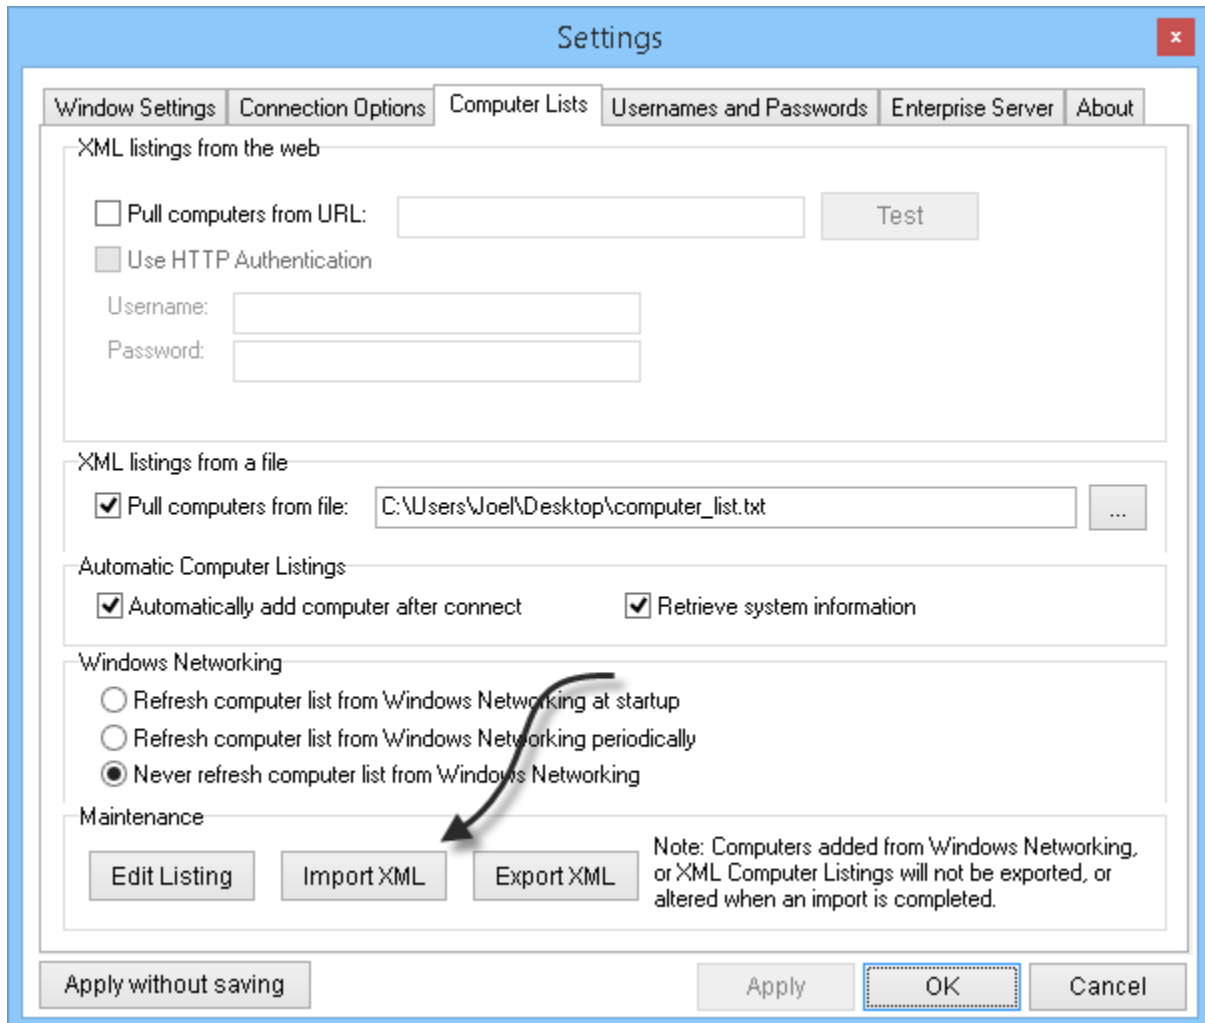 Settings
x
Window Settings Connection Options Computer Lists Usernames and Passwords Enterprise Server About
XML listings from the web
Pull computers from URL: Test
Use HTTP Authentication
Username:
Password:
XML listings from a file
Pull computers from file: C:\Users\Joel\Desktop\computer_list.txt ...
Automatic Computer Listings
Automatically add computer after connect Retrieve system information
Windows Networking
Refresh computer list from Windows Networking at startup
Refresh computer list from Windows Networking periodically
Never refresh computer list from Windows Networking
Maintenance
Edit Listing Import XML Export XML
Note: Computers added from Windows Networking,
or XML Computer Listings will not be exported, or
altered when an import is completed.
Apply without saving Apply OK Cancel